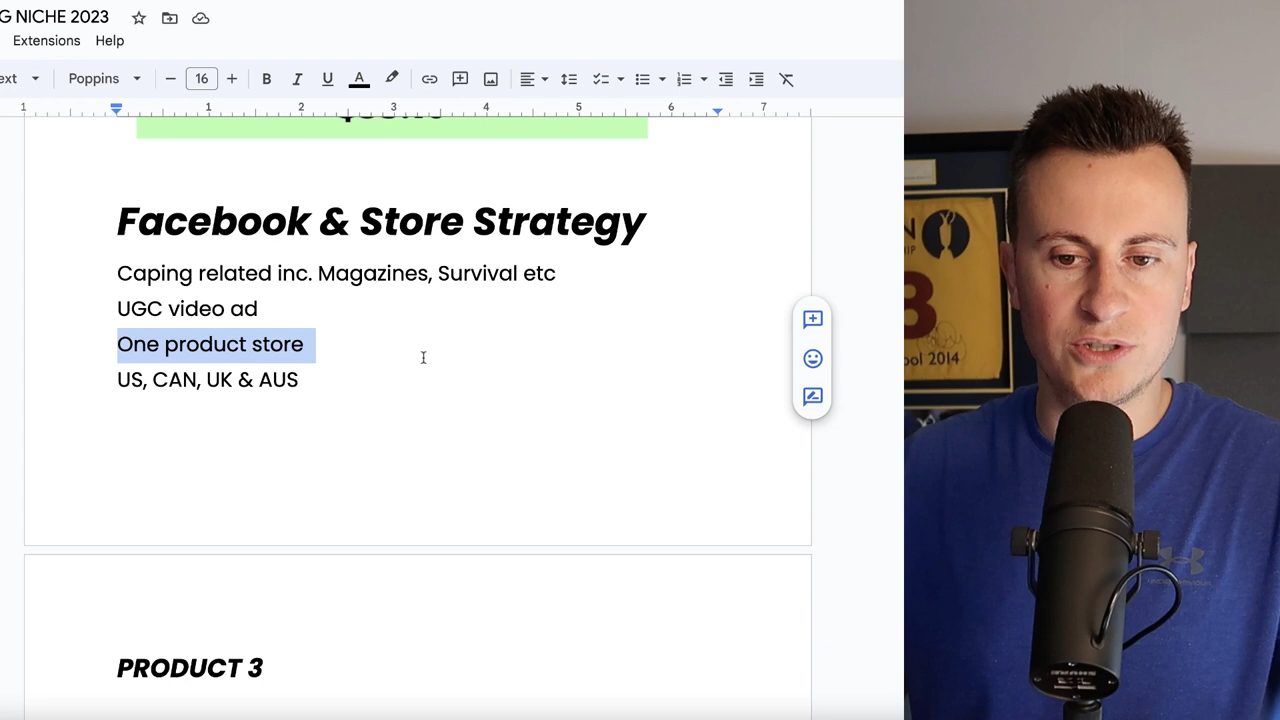 G NICHE 2023
Extensions Help
ext Poppins 16 B I U A
1 1 2 3 4 5 6 7
Facebook & Store Strategy
Caping related inc. Magazines, Survival etc
UGC video ad
One product store
US, CAN, UK & AUS
PRODUCT 3
2014